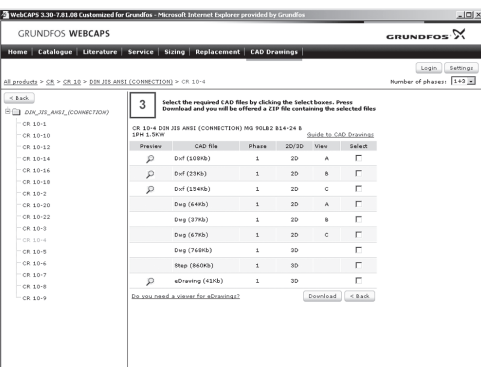 WebCAPS 3.30-7.81.08 Customized for Grundfos - Microsoft Internet Explorer provided by Grundfos
GRUNDFOS WEBCAPS
GRUNDFOS
Home | Catalogue | Literature | Service | Sizing | Replacement | CAD Drawings |
Login Settings
All products > CR > CR 10 > DIN JIS ANSI (CONNECTION) > CR 10-4
Number of phases: 1+3
< Back
DIN_JIS_ANSI_(CONNECTION)
CR 10-1
CR 10-10
CR 10-12
CR 10-14
CR 10-16
CR 10-18
CR 10-2
CR 10-20
CR 10-22
CR 10-3
CR 10-4
CR 10-5
CR 10-6
CR 10-7
CR 10-8
CR 10-9
3
Select the required CAD files by clicking the Select boxes. Press
Download and you will be offered a ZIP file containing the selected files
CR 10-4 DIN JIS ANSI (CONNECTION) MG 90LB2 B14-24 B
1PH 1.5KW
Guide to CAD Drawings
Preview CAD file Phase 2D/3D View Select
Dxf (108Kb) 1 2D A
Dxf (23Kb) 1 2D B
Dxf (154Kb) 1 2D C
Dwg (64Kb) 1 2D A
Dwg (37Kb) 1 2D B
Dwg (67Kb) 1 2D C
Dwg (768Kb) 1 3D
Step (860Kb) 1 3D
eDrawing (41Kb) 1 3D
Do you need a viewer for eDrawings?
Download < Back